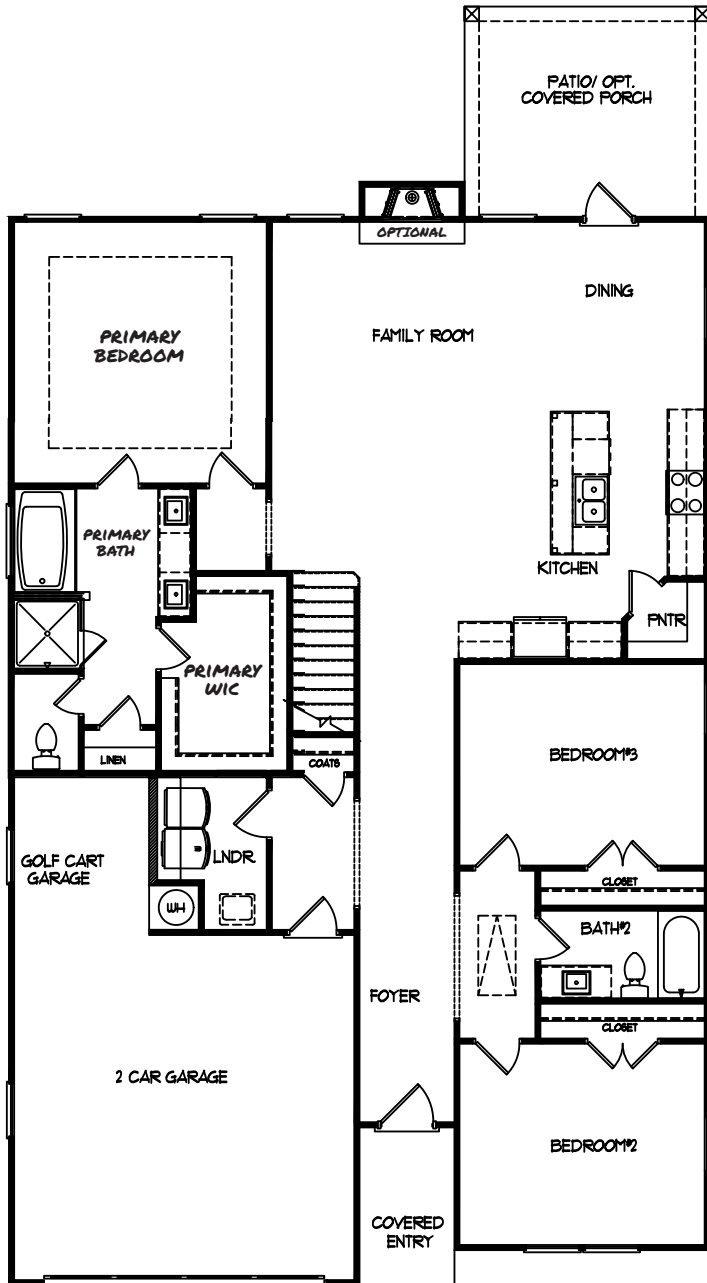 PATIO/ OPT.
COVERED PORCH
OPTIONAL
DINING
FAMILY ROOM
PRIMARY
BEDROOM
PRIMARY
BATH
KITCHEN
PNTR
PRIMARY
WIC
LINEN
COATS
BEDROOM#3
GOLF CART
GARAGE
LNDR.
CLOSET
WH
BATH#2
FOYER
CLOSET
2 CAR GARAGE
BEDROOM#2
COVERED
ENTRY